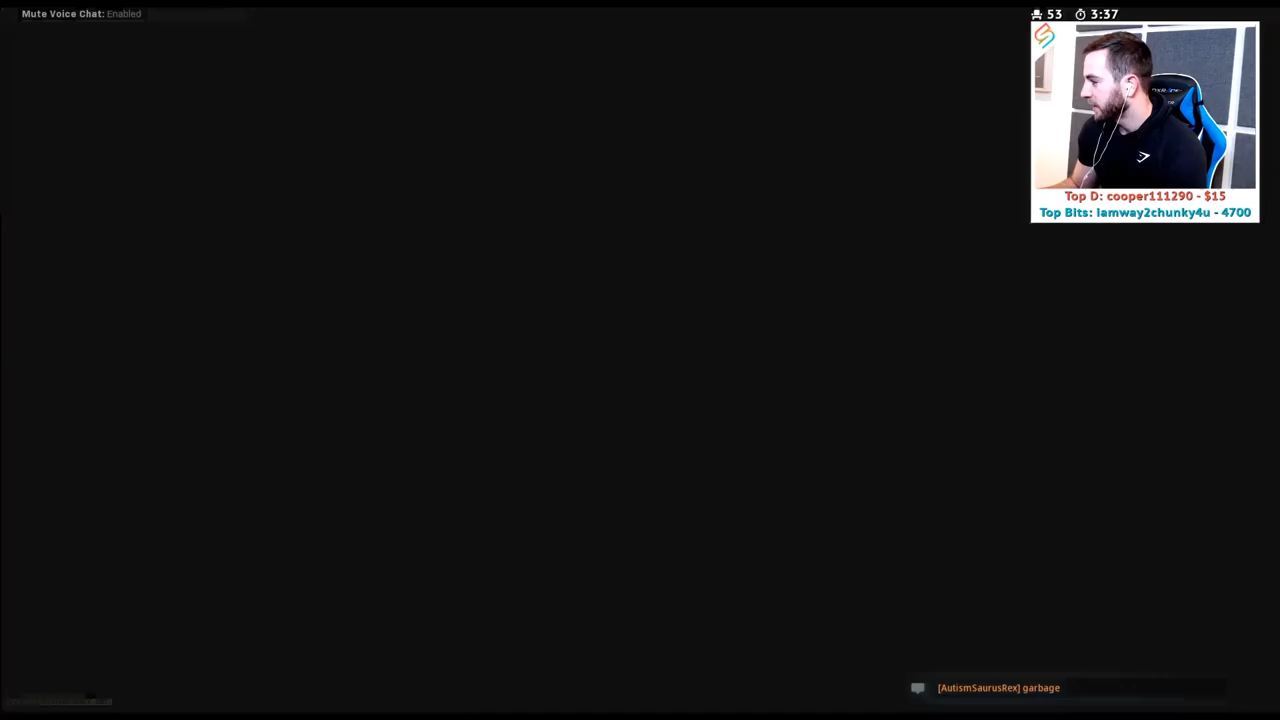 Mute Voice Chat: Enabled
53 3:37
Top D: cooper111290 - $15
Top Bits: iamway2chunky4u - 4700
[AutismSaurusRex] garbage